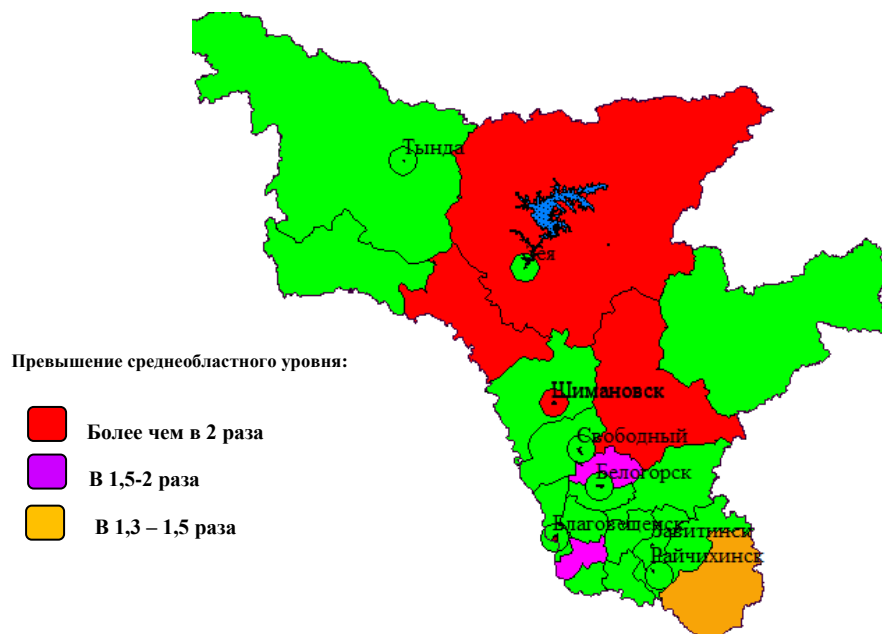 Тында
Зея
Превышение среднеобластного уровня:
Шимановск
Более чем в 2 раза
Свободный
Белогорск
В 1,5-2 раза
В 1,3 – 1,5 раза
Благовещенск
Завитинск
Райчихинск